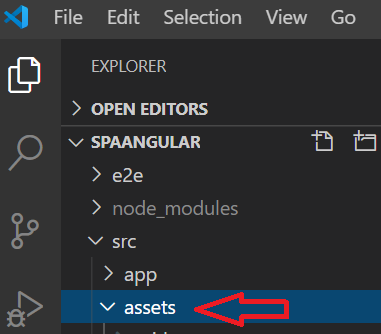 File Edit Selection View Go
EXPLORER
OPEN EDITORS
SPAANGULAR
e2e
node_modules
src
app
assets